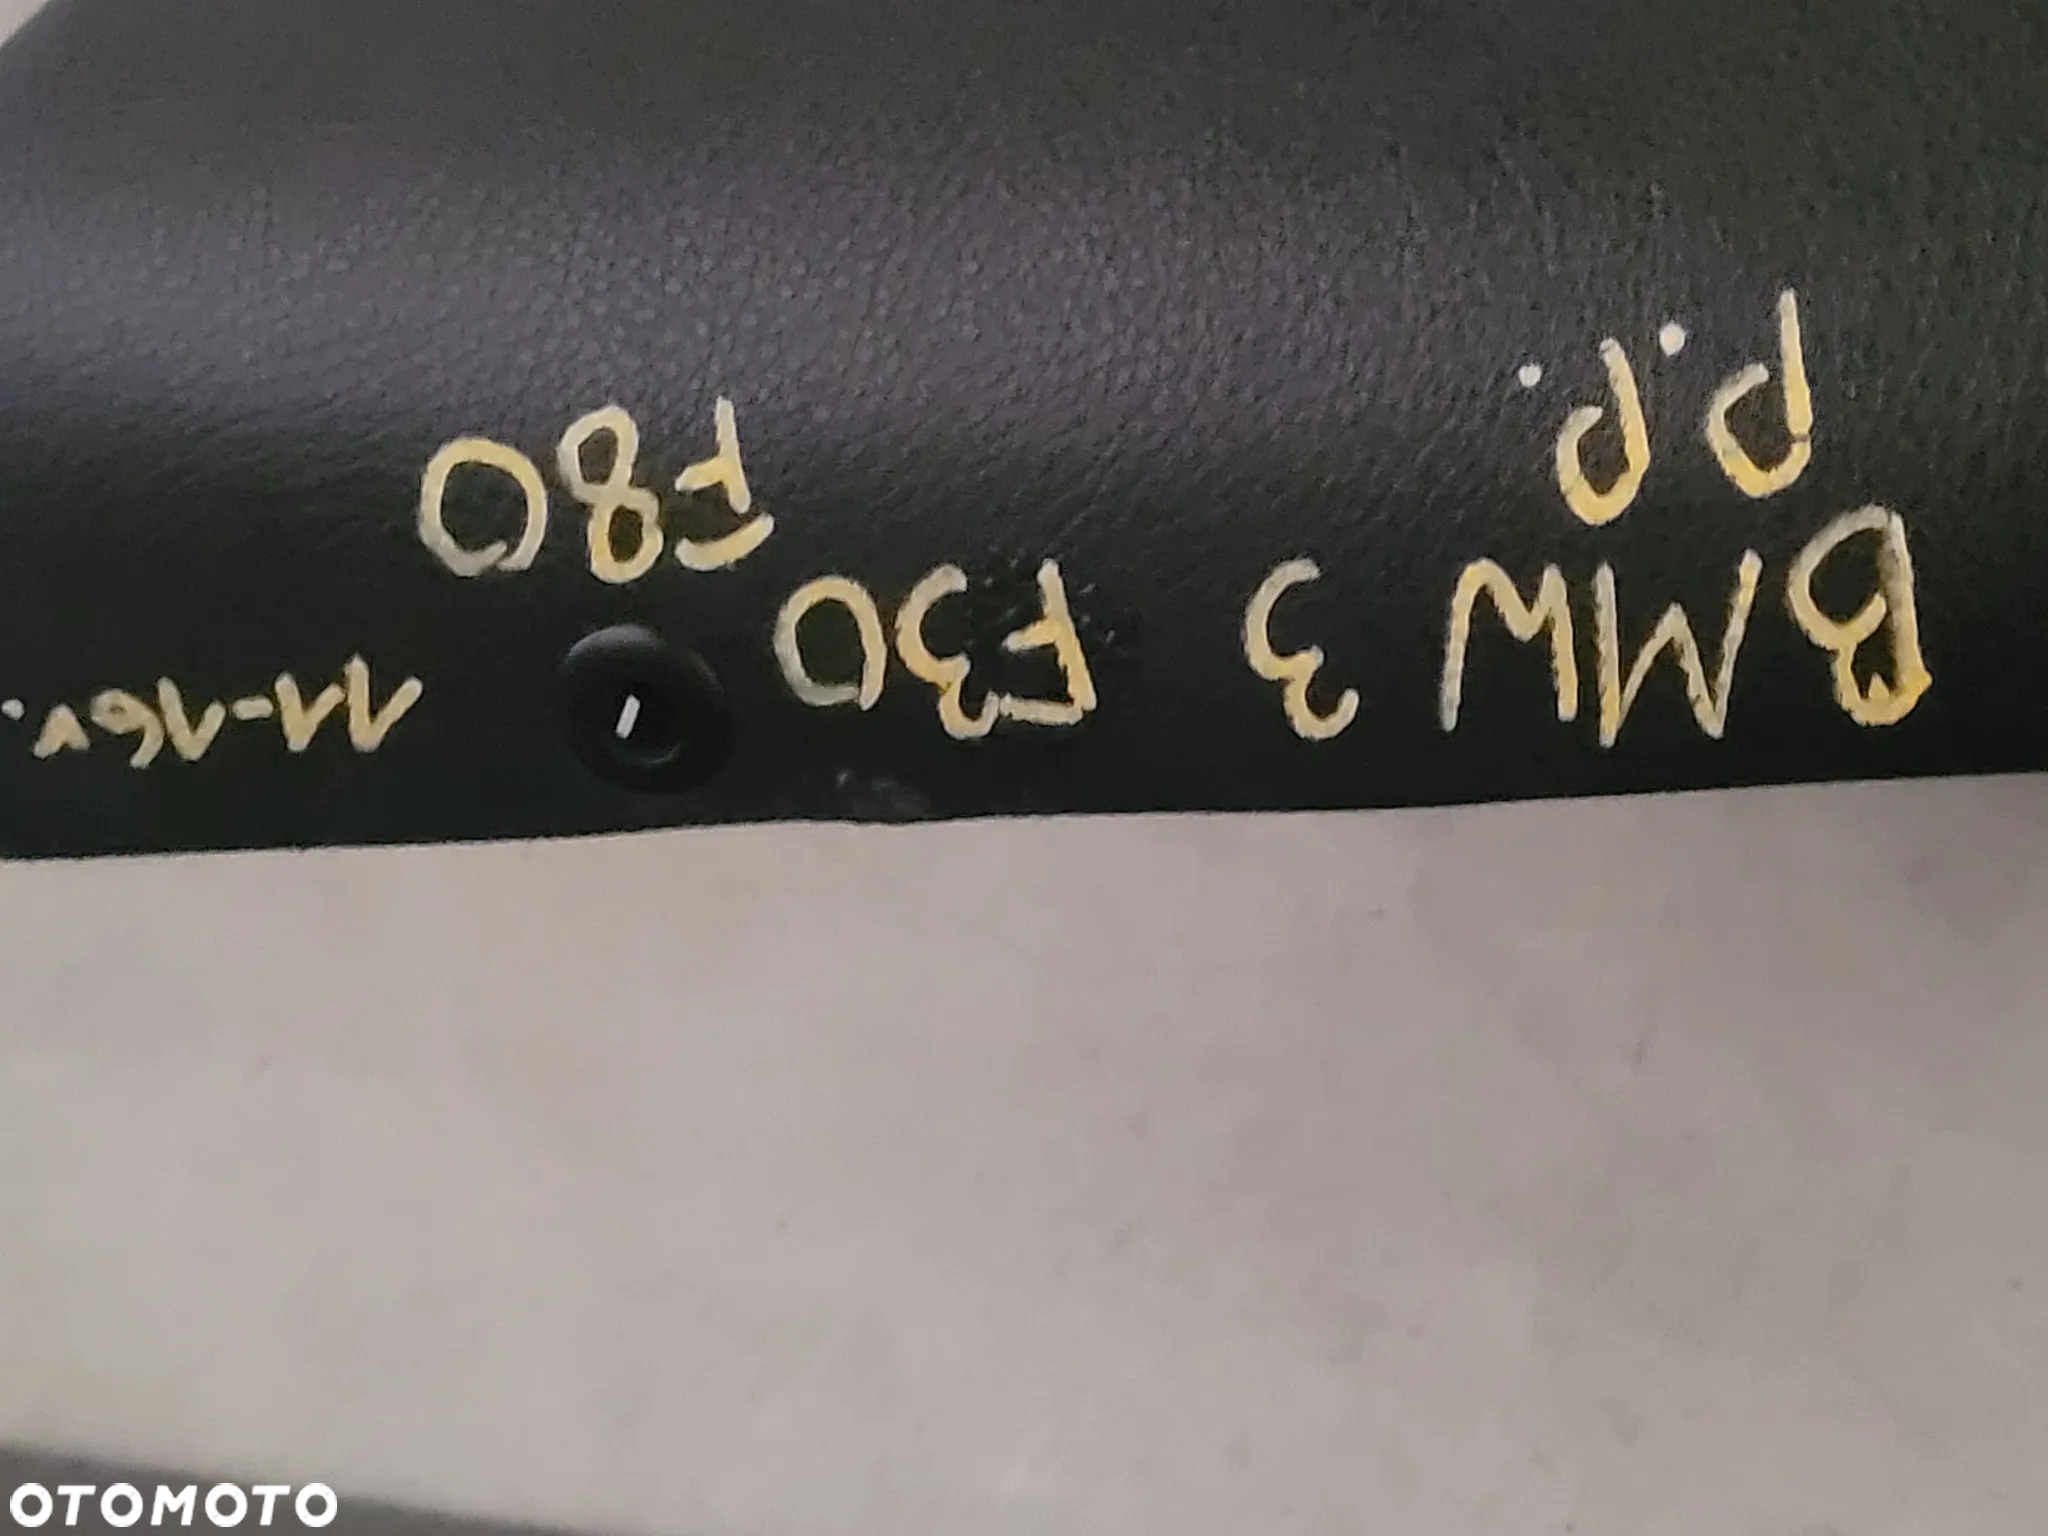 P.P.
BMW 3 F30
F80
11-16r.
OTOMOTO